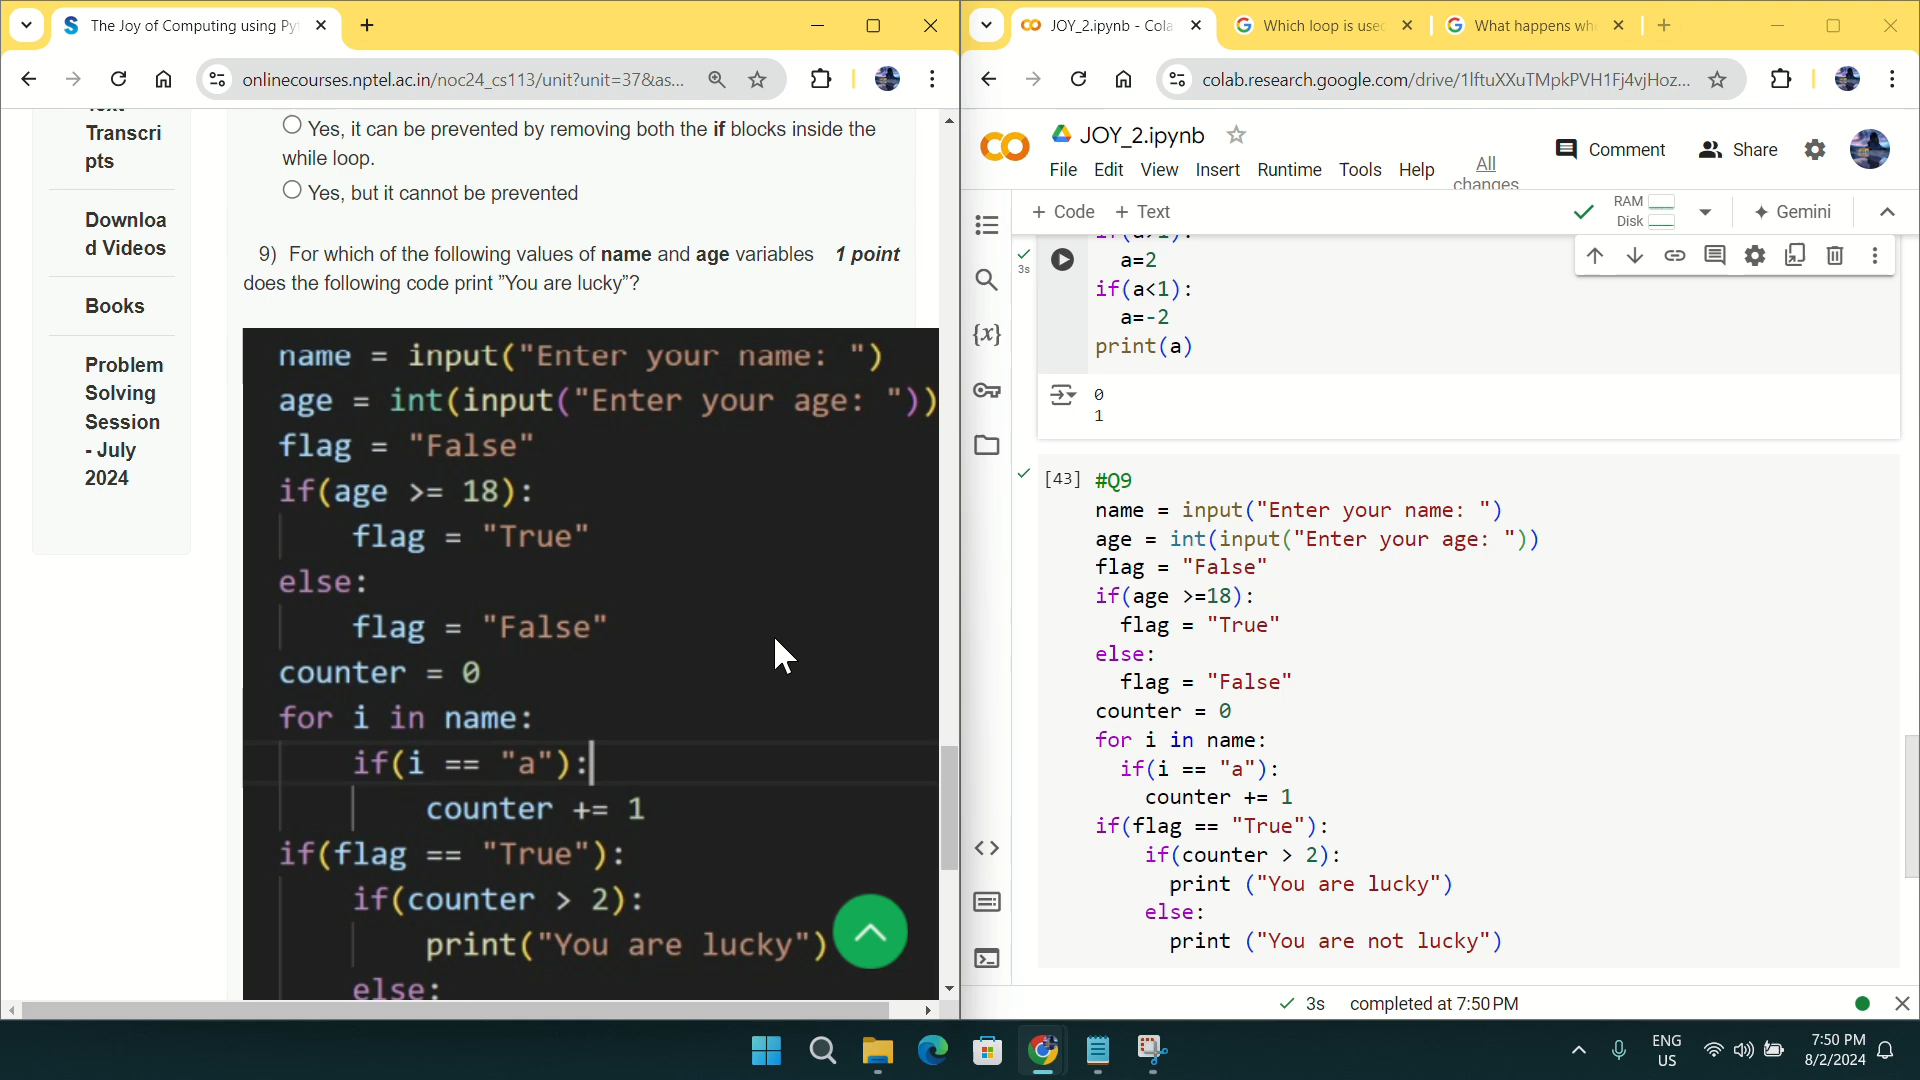 The Joy of Computing using Py
onlinecourses.nptel.ac.in/noc24_cs113/unit?unit=37&as...
Transcri
pts
Downloa
d Videos
Books
Problem
Solving
Session
- July
2024
Yes, it can be prevented by removing both the if blocks inside the
while loop.
Yes, but it cannot be prevented
9) For which of the following values of name and age variables 1 point
does the following code print ”You are lucky”?
name = input("Enter your name: ")
age = int(input("Enter your age: "))
flag = "False"
if(age >= 18):
flag = "True"
else:
flag = "False"
counter = 0
for i in name:
if(i == "a"):
counter += 1
if(flag == "True"):
if(counter > 2):
print("You are lucky")
else:
JOY_2.ipynb - Cola
Which loop is used
What happens wh
colab.research.google.com/drive/1lftuXXuTMpkPVH1Fj4vjHoz...
JOY_2.ipynb
File Edit View Insert Runtime Tools Help All changes
Comment Share
+ Code + Text
RAM
Disk
Gemini
3s
a=2
if(a<1):
a=-2
print(a)
0
1
[43] #Q9
name = input("Enter your name: ")
age = int(input("Enter your age: "))
flag = "False"
if(age >=18):
flag = "True"
else:
flag = "False"
counter = 0
for i in name:
if(i == "a"):
counter += 1
if(flag == "True"):
if(counter > 2):
print ("You are lucky")
else:
print ("You are not lucky")
{x}
3s completed at 7:50 PM
ENG
US
7:50 PM
8/2/2024